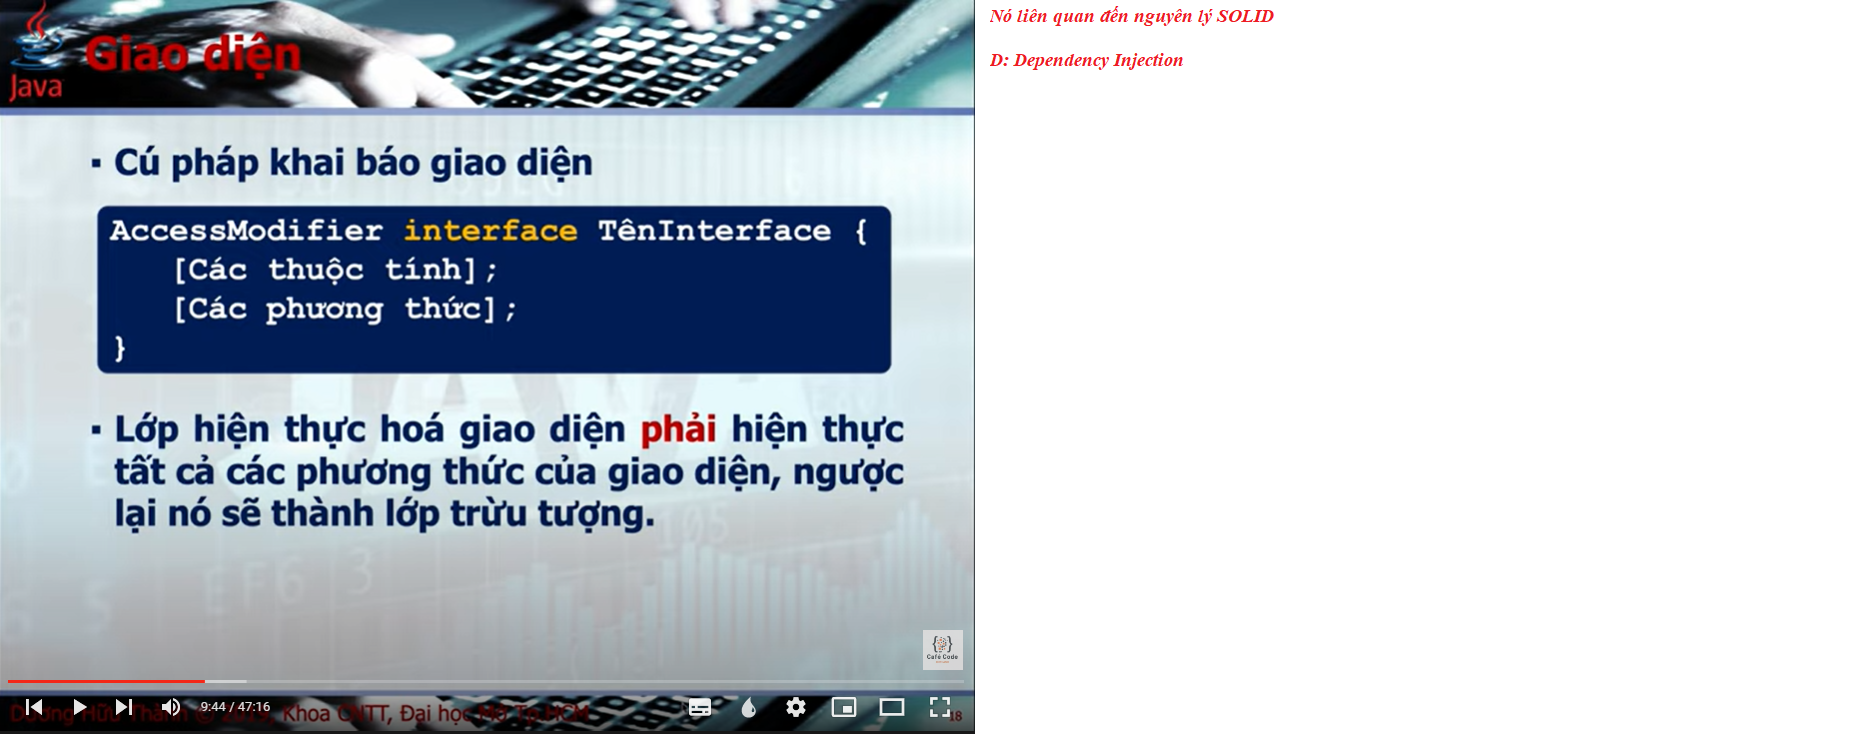 Java
Giao diện
▪ Cú pháp khai báo giao diện
AccessModifier interface TênInterface {
[Các thuộc tính];
[Các phương thức];
}
▪ Lớp hiện thực hoá giao diện phải hiện thực
tất cả các phương thức của giao diện, ngược
lại nó sẽ thành lớp trừu tượng.
{ }
Café Code
9:44 / 47:16
Dương Hữu Thành © 2019, Khoa CNTT, Đại học Mở Tp.HCM
18
Nó liên quan đến nguyên lý SOLID
D: Dependency Injection